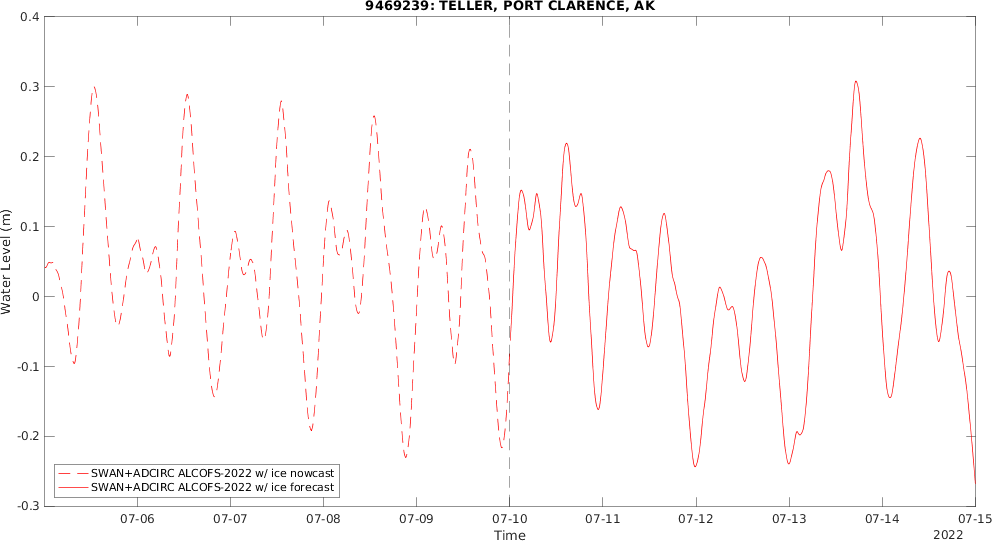 9469239: TELLER, PORT CLARENCE, AK
0.4
0.3
0.2
0.1
0
-0.1
-0.2
-0.3
Water Level (m)
SWAN+ADCIRC ALCOFS-2022 w/ ice nowcast
SWAN+ADCIRC ALCOFS-2022 w/ ice forecast
07-06 07-07 07-08 07-09 07-10 07-11 07-12 07-13 07-14 07-15
Time
2022